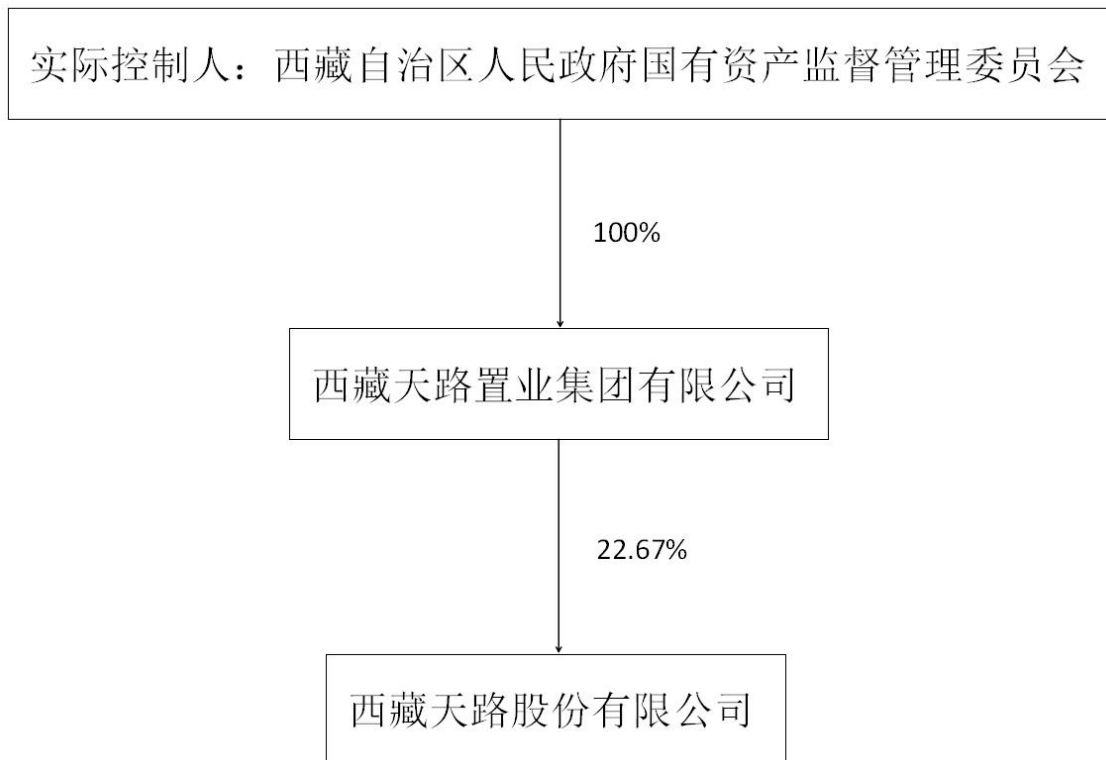 实际控制人：西藏自治区人民政府国有资产监督管理委员会
100%
西藏天路置业集团有限公司
22.67%
西藏天路股份有限公司